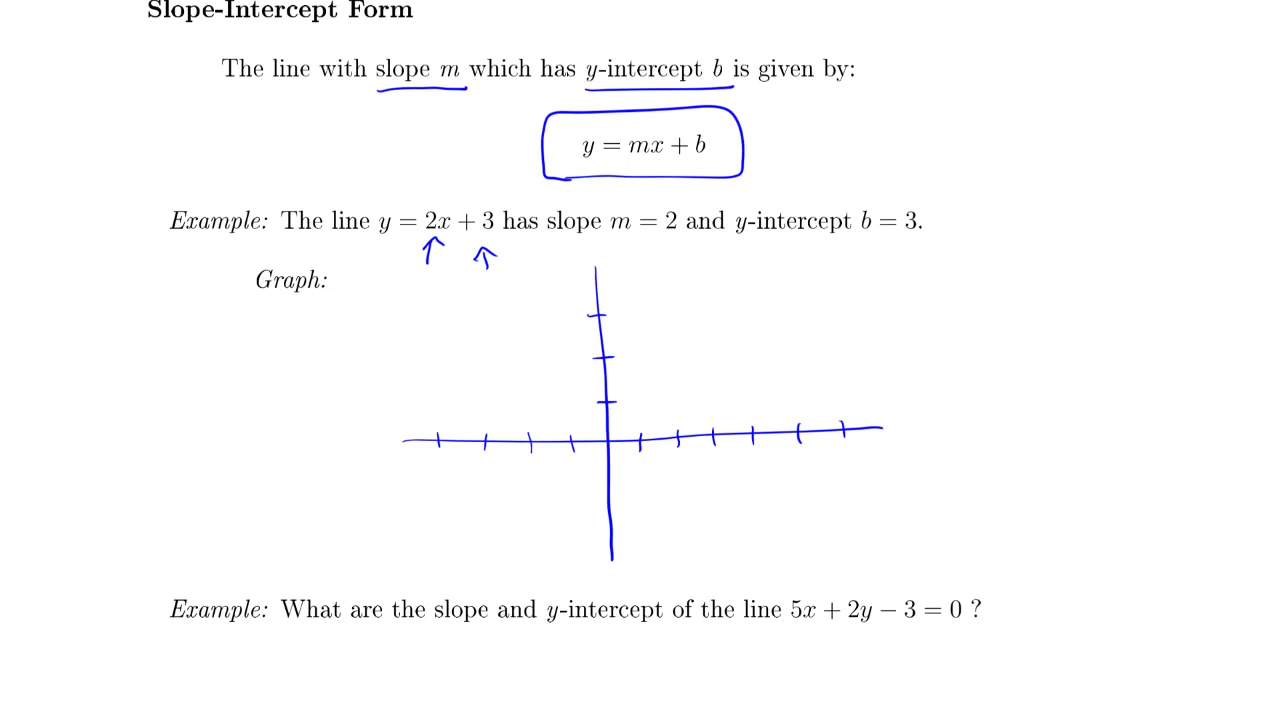 Slope-Intercept Form
The line with slope m which has y-intercept b is given by:
y = mx + b
Example: The line y = 2x + 3 has slope m = 2 and y-intercept b = 3.
Graph:
Example: What are the slope and y-intercept of the line 5x + 2y − 3 = 0 ?